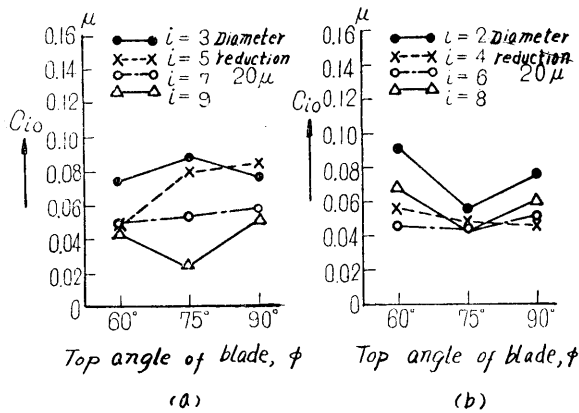 μ
0.16
0.14
0.12
0.10
0.08
0.06
0.04
0.02
0
Cio
i = 3 Diameter
i = 5 reduction
i = 7 20μ
i = 9
60° 75° 90°
Top angle of blade, φ
(a)
μ
0.16
0.14
0.12
0.10
0.08
0.06
0.04
0.02
0
Cio
i = 2 Diameter
i = 4 reduction
i = 6 20μ
i = 8
60° 75° 90°
Top angle of blade, φ
(b)